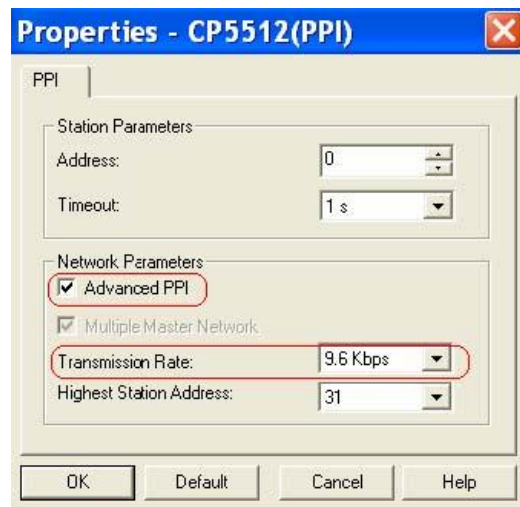 Properties - CP5512(PPI)
PPI
Station Parameters
Address: 0
Timeout: 1 s
Network Parameters
Advanced PPI
Multiple Master Network
Transmission Rate: 9.6 Kbps
Highest Station Address: 31
OK Default Cancel Help